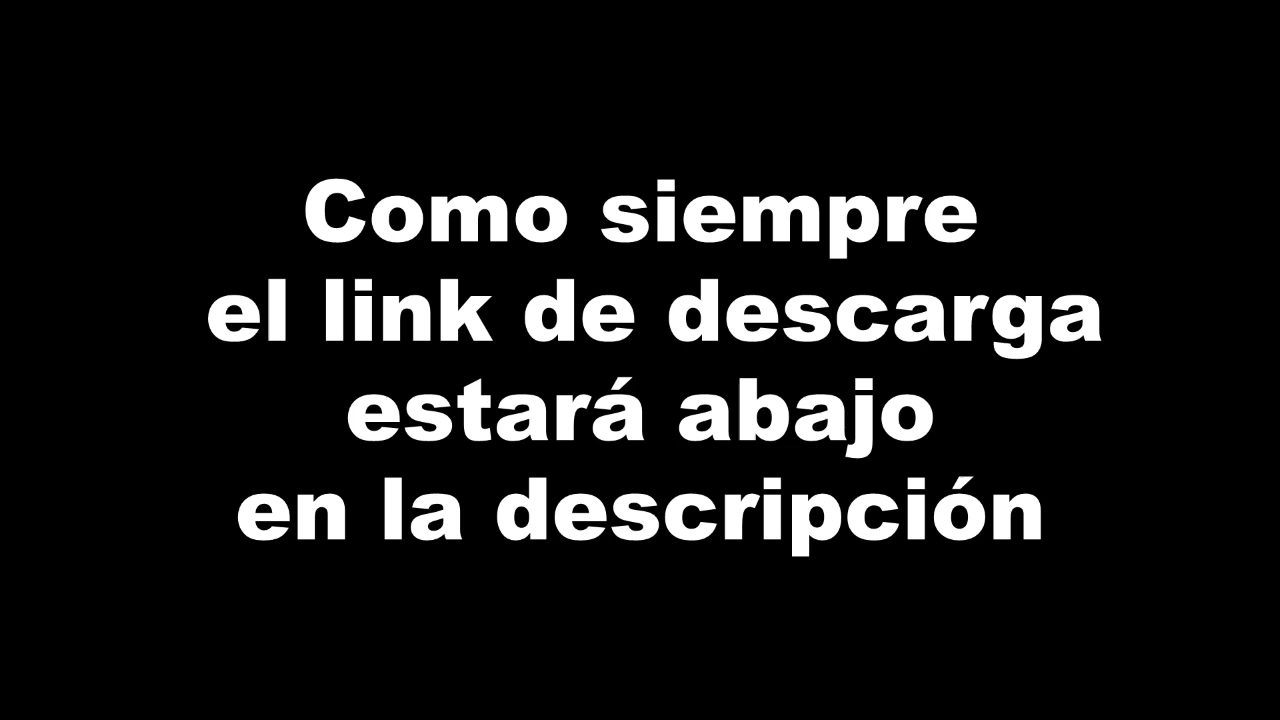 Como siempre
el link de descarga
estará abajo
en la descripción